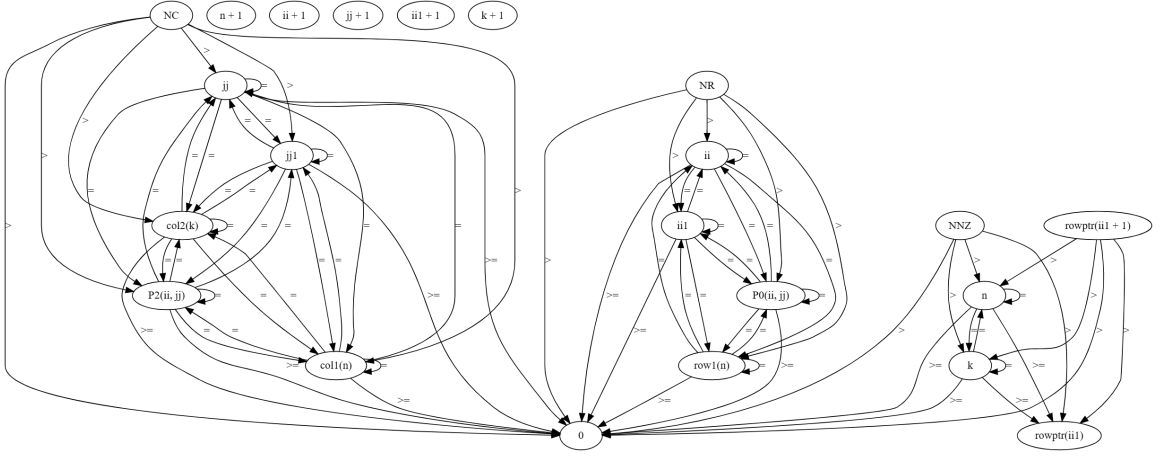 NC n + 1 ii + 1 jj + 1 ii1 + 1 k + 1
>
jj = > NR
> >
= = jj1 = ii =
> > >
= = = = = = = =
col2(k) = ii1 = NNZ rowptr(ii1 + 1)
> = = = = = > >
= = = = = = > >
> >= >= > =
P2(ii, jj) = P0(ii, jj) = n =
>= = = >= >= = = > > > >
>= = = = = > = =
>= col1(n) = row1(n) = >= k = >=
>= >= >= >=
0 rowptr(ii1)